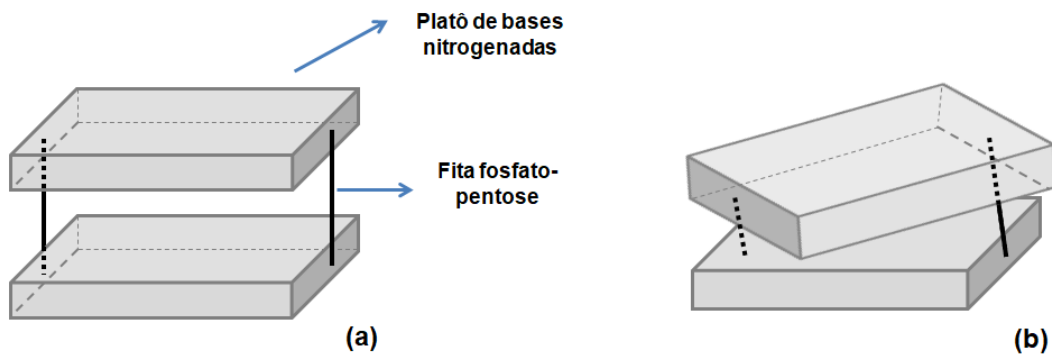 Platô de bases
nitrogenadas
Fita fosfato-
pentose
(a)
(b)